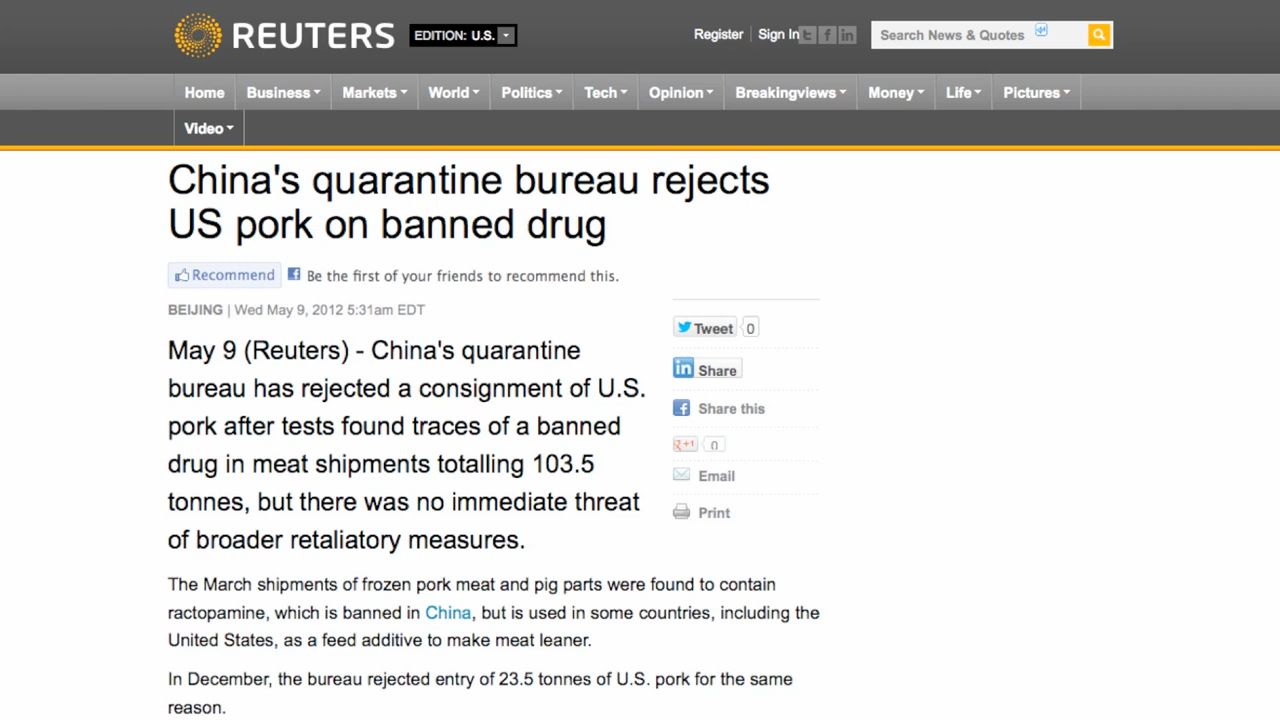 REUTERS EDITION: U.S. Register Sign In Search News & Quotes
Home Business Markets World Politics Tech Opinion Breakingviews Money Life Pictures
Video
China's quarantine bureau rejects
US pork on banned drug
Recommend Be the first of your friends to recommend this.
BEIJING | Wed May 9, 2012 5:31am EDT
May 9 (Reuters) - China's quarantine
bureau has rejected a consignment of U.S.
pork after tests found traces of a banned
drug in meat shipments totalling 103.5
tonnes, but there was no immediate threat
of broader retaliatory measures.
Tweet 0
in Share
Share this
+1 0
Email
Print
The March shipments of frozen pork meat and pig parts were found to contain
ractopamine, which is banned in China, but is used in some countries, including the
United States, as a feed additive to make meat leaner.
In December, the bureau rejected entry of 23.5 tonnes of U.S. pork for the same
reason.